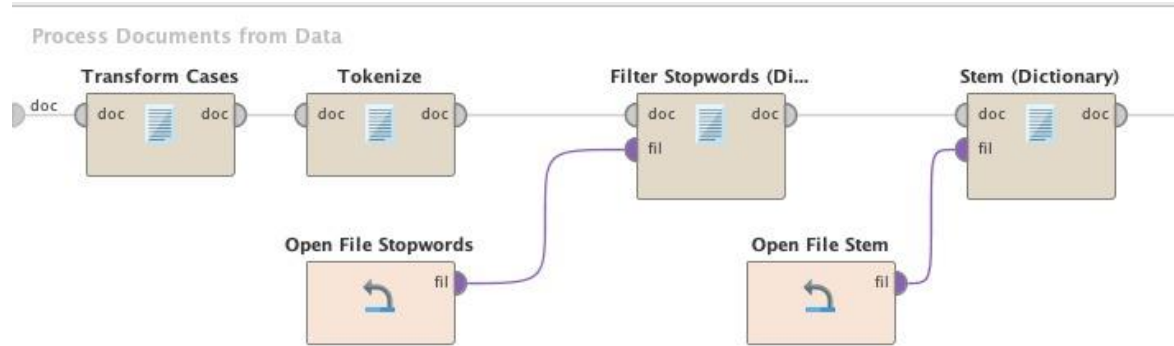 Process Documents from Data
Transform Cases
Tokenize
Filter Stopwords (Di...
Stem (Dictionary)
doc
doc
doc
doc
doc
doc
doc
doc
doc
fil
fil
Open File Stopwords
Open File Stem
fil
fil